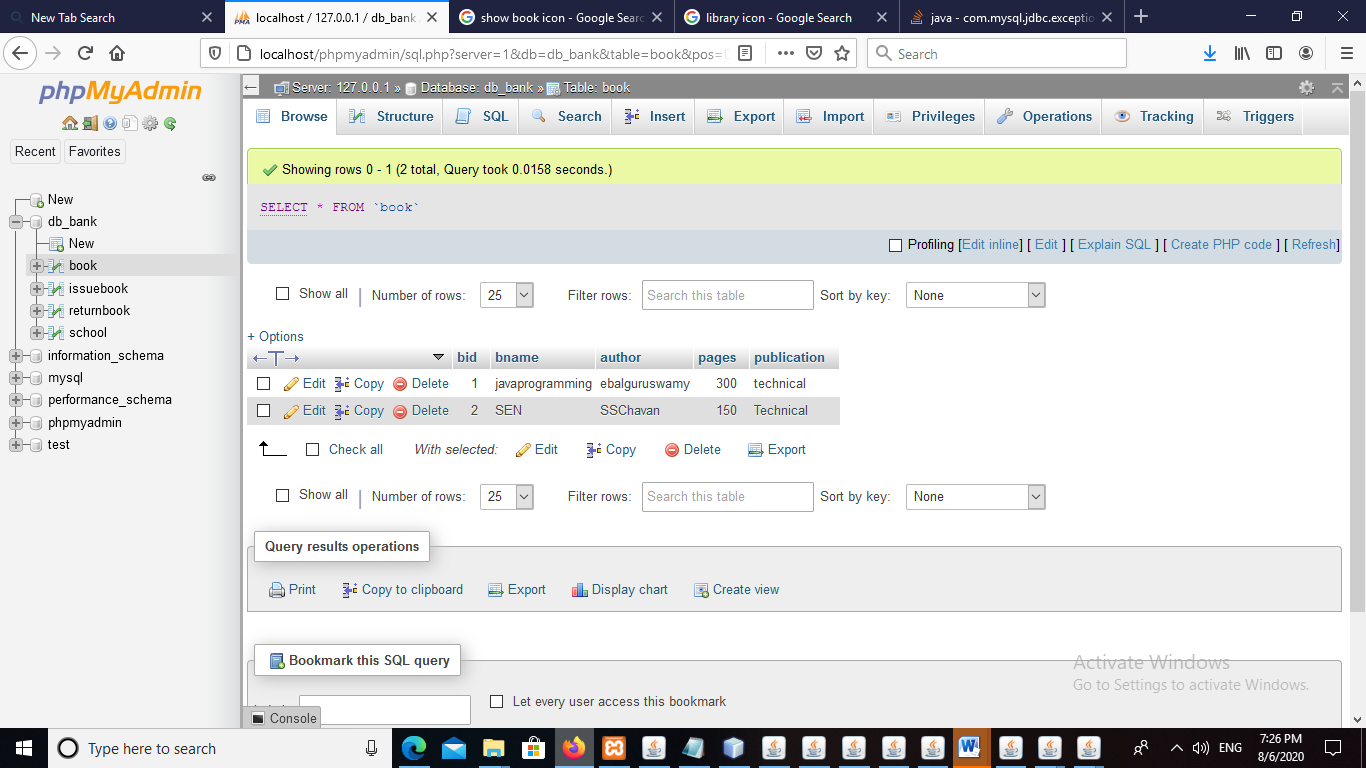 New Tab Search
localhost / 127.0.0.1 / db_bank
show book icon - Google Searc
library icon - Google Search
java - com.mysql.jdbc.exceptio
localhost/phpmyadmin/sql.php?server=1&db=db_bank&table=book&pos=
Search
phpMyAdmin
Recent Favorites
New
db_bank
New
book
issuebook
returnbook
school
information_schema
mysql
performance_schema
phpmyadmin
test
Server: 127.0.0.1 » Database: db_bank » Table: book
Browse Structure SQL Search Insert Export Import Privileges Operations Tracking Triggers
Showing rows 0 - 1 (2 total, Query took 0.0158 seconds.)
SELECT * FROM `book`
Profiling [Edit inline] [ Edit ] [ Explain SQL ] [ Create PHP code ] [ Refresh]
Show all | Number of rows: 25 Filter rows: Search this table Sort by key: None
+ Options
←T→ bid bname author pages publication
Edit Copy Delete 1 javaprogramming ebalguruswamy 300 technical
Edit Copy Delete 2 SEN SSChavan 150 Technical
Check all With selected: Edit Copy Delete Export
Show all | Number of rows: 25 Filter rows: Search this table Sort by key: None
Query results operations
Print Copy to clipboard Export Display chart Create view
Bookmark this SQL query
Let every user access this bookmark
Console
Activate Windows
Go to Settings to activate Windows.
Type here to search
ENG
7:26 PM
8/6/2020